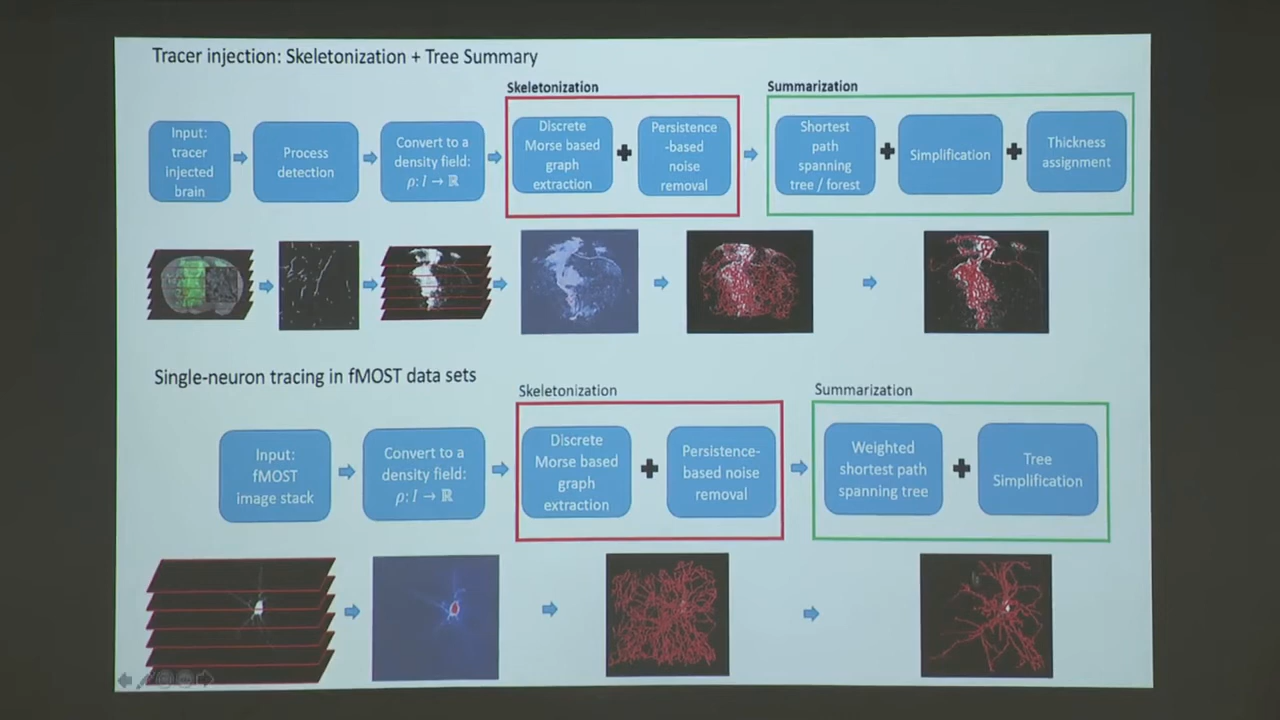 Tracer injection: Skeletonization + Tree Summary
Skeletonization
Summarization
Input:
tracer
injected
brain
Process
detection
Convert to a
density field:
ρ: I → ℝ
Discrete
Morse based
graph
extraction
Persistence
-based
noise
removal
Shortest
path
spanning
tree / forest
Simplification
Thickness
assignment
Single-neuron tracing in fMOST data sets
Skeletonization
Summarization
Input:
fMOST
image stack
Convert to a
density field:
ρ: I → ℝ
Discrete
Morse based
graph
extraction
Persistence-
based noise
removal
Weighted
shortest path
spanning tree
Tree
Simplification